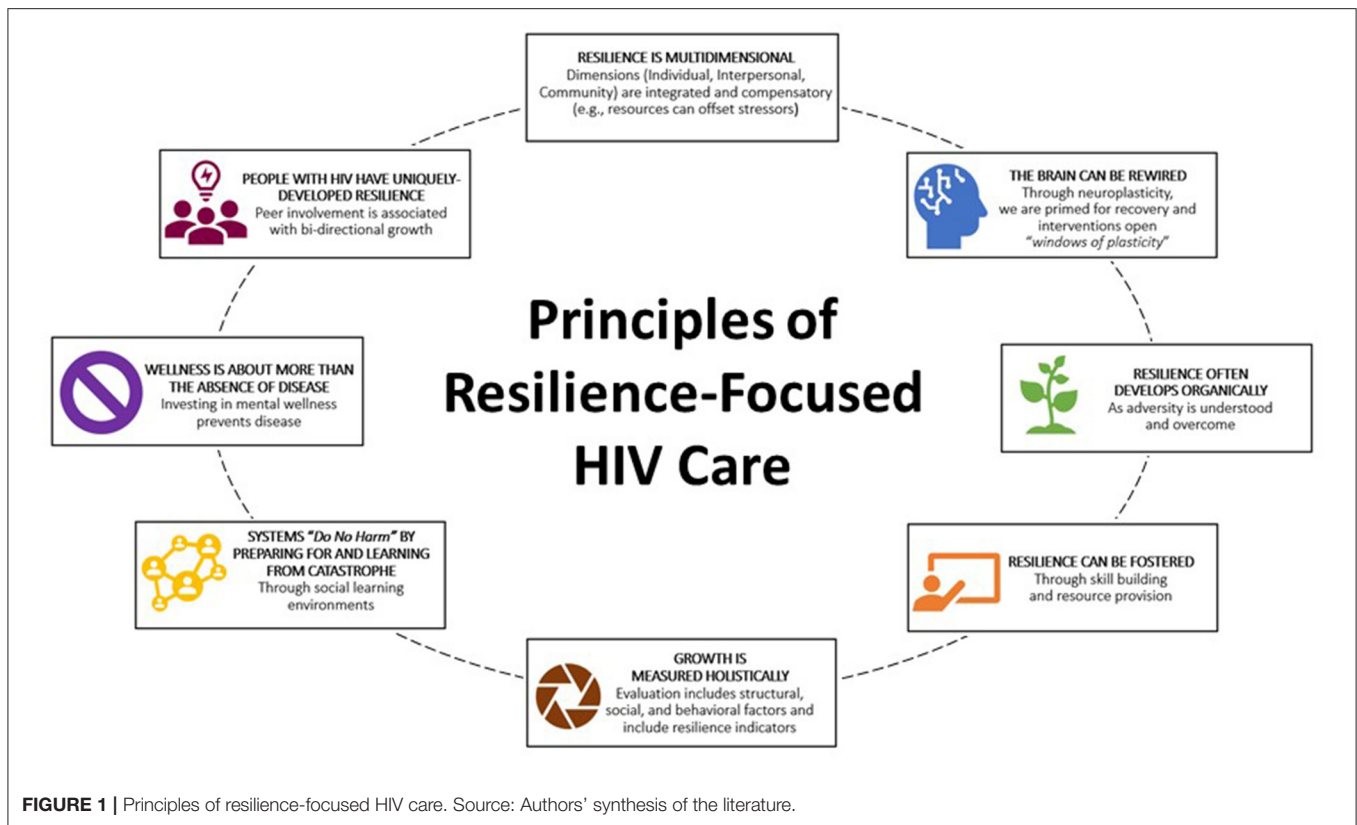 RESILIENCE IS MULTIDIMENSIONAL
Dimensions (Individual, Interpersonal,
Community) are integrated and compensatory
(e.g., resources can offset stressors)
THE BRAIN CAN BE REWIRED
Through neuroplasticity,
we are primed for recovery and
interventions open
"windows of plasticity"
RESILIENCE OFTEN
DEVELOPS ORGANICALLY
As adversity is understood
and overcome
RESILIENCE CAN BE FOSTERED
Through skill building
and resource provision
GROWTH IS
MEASURED HOLISTICALLY
Evaluation includes structural,
social, and behavioral factors and
include resilience indicators
SYSTEMS "Do No Harm" BY
PREPARING FOR AND LEARNING
FROM CATASTROPHE
Through social learning
environments
WELLNESS IS ABOUT MORE THAN
THE ABSENCE OF DISEASE
Investing in mental wellness
prevents disease
PEOPLE WITH HIV HAVE UNIQUELY-
DEVELOPED RESILIENCE
Peer involvement is associated
with bi-directional growth
Principles of
Resilience-Focused
HIV Care
FIGURE 1 | Principles of resilience-focused HIV care. Source: Authors' synthesis of the literature.